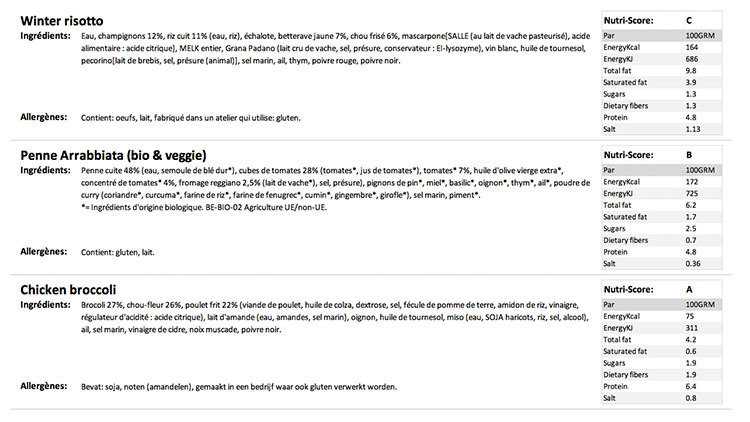 Winter risotto
Ingrédients: Eau, champignons 12%, riz cuit 11% (eau, riz), échalote, betterave jaune 7%, chou frisé 6%, mascarpone[SALLE (au lait de vache pasteurisé), acide
alimentaire : acide citrique], MELK entier, Grana Padano (lait cru de vache, sel, présure, conservateur : EI-lysozyme), vin blanc, huile de tournesol,
pecorino[lait de brebis, sel, présure (animal)], sel marin, ail, thym, poivre rouge, poivre noir.
Allergènes: Contient: oeufs, lait, fabriqué dans un atelier qui utilise: gluten.
Nutri-Score: C
Par 100GRM
EnergyKcal 164
EnergyKJ 686
Total fat 9.8
Saturated fat 3.9
Sugars 1.3
Dietary fibers 1.3
Protein 4.8
Salt 1.13
Penne Arrabbiata (bio & veggie)
Ingrédients: Penne cuite 48% (eau, semoule de blé dur*), cubes de tomates 28% (tomates*, jus de tomates*), tomates* 7%, huile d'olive vierge extra*,
concentré de tomates* 4%, fromage reggiano 2,5% (lait de vache*), sel, présure), pignons de pin*, miel*, basilic*, oignon*, thym*, ail*, poudre de
curry (coriandre*, curcuma*, farine de riz*, farine de fenugrec*, cumin*, gingembre*, girofle*), sel marin, piment*.
*= Ingrédients d'origine biologique. BE-BIO-02 Agriculture UE/non-UE.
Allergènes: Contient: gluten, lait.
Nutri-Score: B
Par 100GRM
EnergyKcal 172
EnergyKJ 725
Total fat 6.2
Saturated fat 1.7
Sugars 2.5
Dietary fibers 0.7
Protein 4.8
Salt 0.36
Chicken broccoli
Ingrédients: Brocoli 27%, chou-fleur 26%, poulet frit 22% (viande de poulet, huile de colza, dextrose, sel, fécule de pomme de terre, amidon de riz, vinaigre,
régulateur d'acidité : acide citrique), lait d'amande (eau, amandes, sel marin), oignon, huile de tournesol, miso (eau, SOJA haricots, riz, sel, alcool),
ail, sel marin, vinaigre de cidre, noix muscade, poivre noir.
Allergènes: Bevat: soja, noten (amandelen), gemaakt in een bedrijf waar ook gluten verwerkt worden.
Nutri-Score: A
Par 100GRM
EnergyKcal 75
EnergyKJ 311
Total fat 4.2
Saturated fat 0.6
Sugars 1.9
Dietary fibers 1.9
Protein 6.4
Salt 0.8